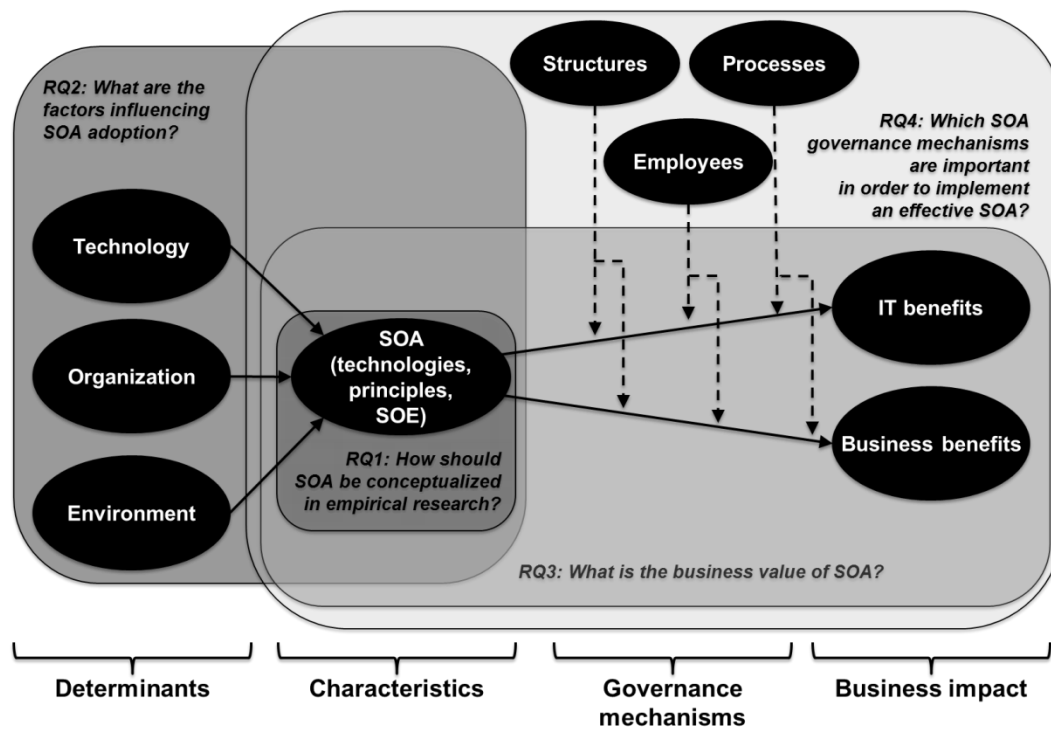 RQ2: What are the
factors influencing
SOA adoption?
Structures
Processes
Employees
RQ4: Which SOA
governance mechanisms
are important
in order to implement
an effective SOA?
Technology
Organization
Environment
SOA
(technologies,
principles,
SOE)
RQ1: How should
SOA be conceptualized
in empirical research?
IT benefits
Business benefits
RQ3: What is the business value of SOA?
Determinants
Characteristics
Governance
mechanisms
Business impact